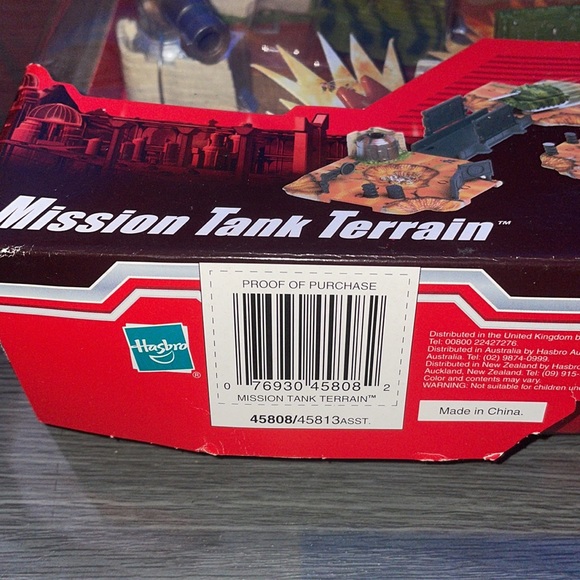 Mission Tank Terrain™
PROOF OF PURCHASE
0 76930 45808 2
MISSION TANK TERRAIN™
45808/45813ASST.
Hasbro
®
Distributed in the United Kingdom b
Tel: 00800 22427276.
Distributed in Australia by Hasbro Au
Australia. Tel: (02) 9874-0999.
Distributed in New Zealand by Hasbro
Auckland, New Zealand. Tel: (09) 915-
Color and contents may vary.
WARNING: Not suitable for children un
Made in China.